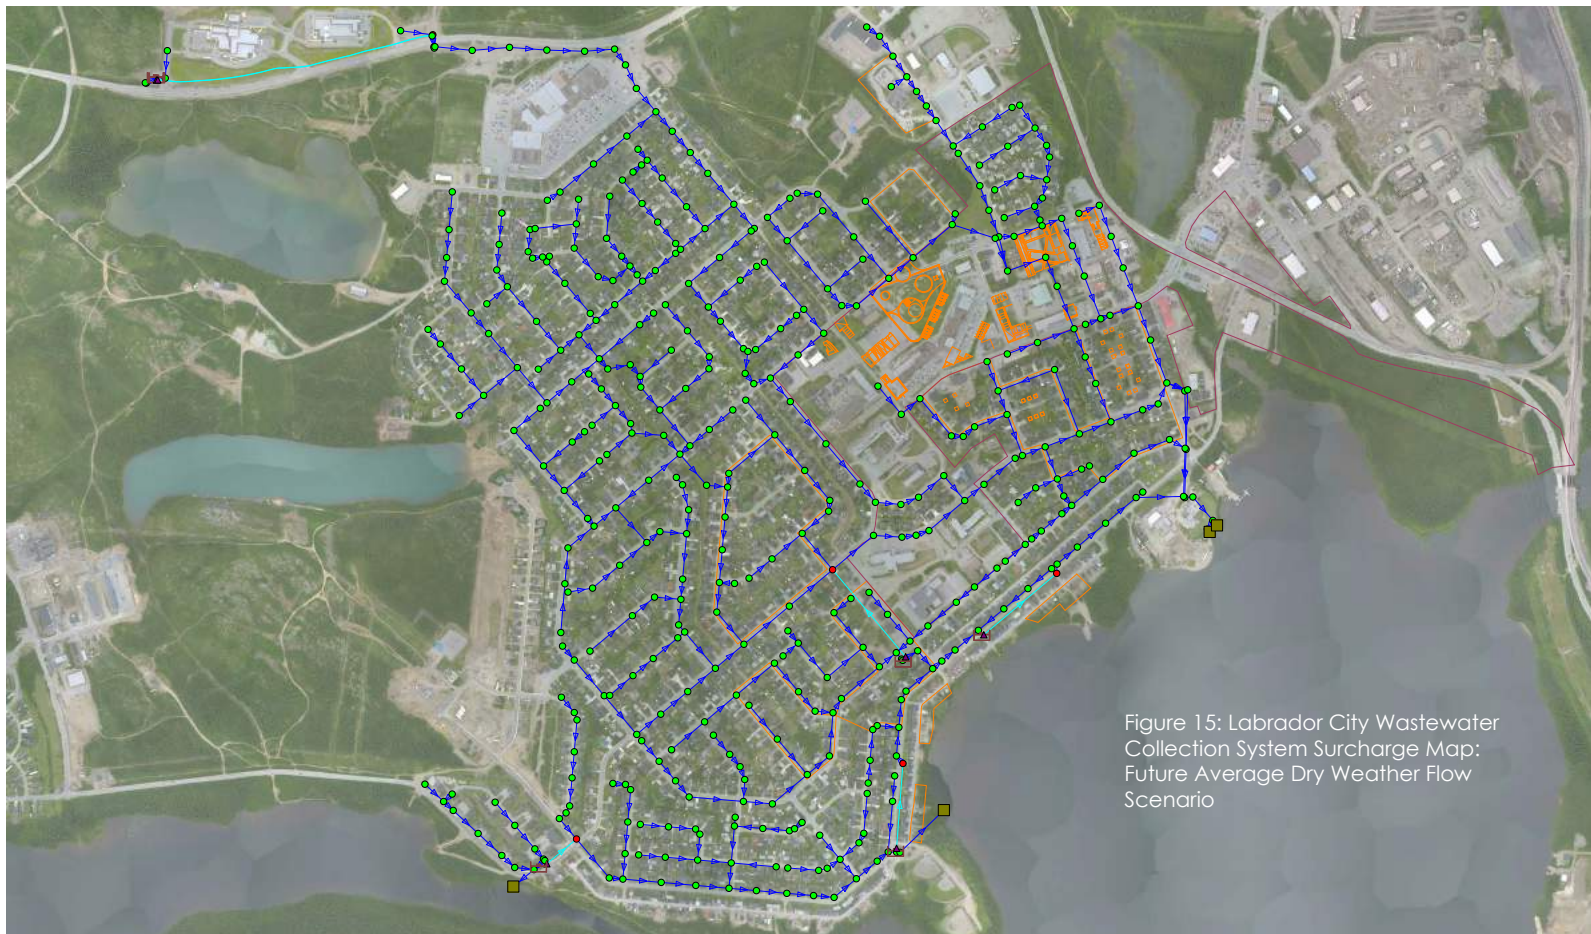 Figure 15: Labrador City Wastewater
Collection System Surcharge Map:
Future Average Dry Weather Flow
Scenario